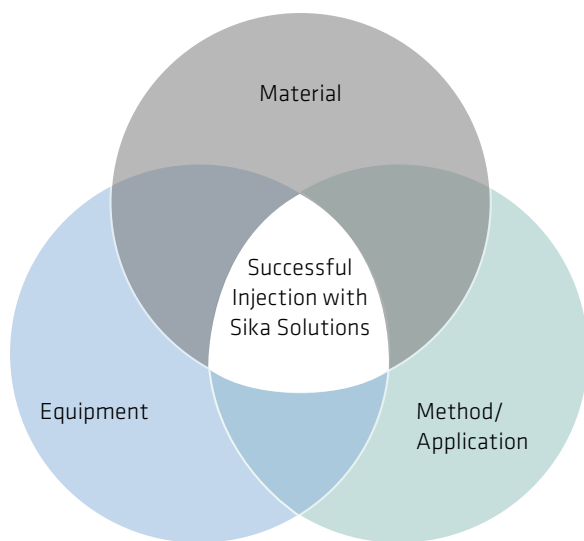 Material
Successful
Injection with
Sika Solutions
Equipment
Method/
Application